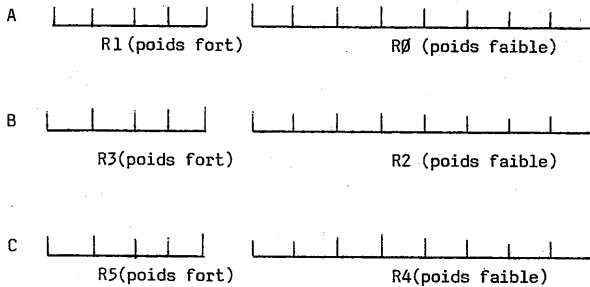 A
R1(poids fort) RØ (poids faible)
B
R3(poids fort) R2 (poids faible)
C
R5(poids fort) R4(poids faible)